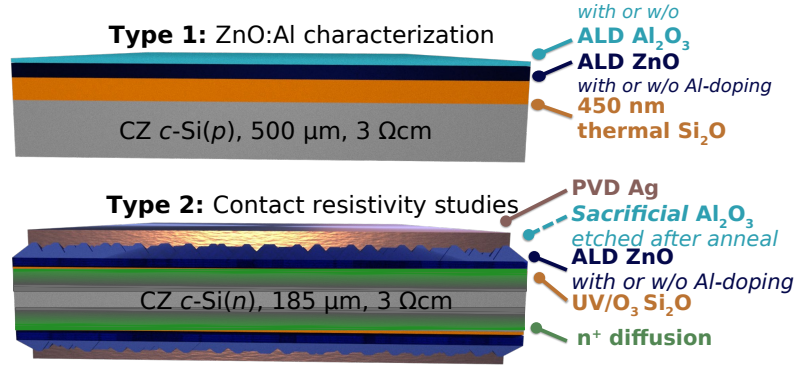 Type 1: ZnO:Al characterization
with or w/o
ALD Al₂O₃
ALD ZnO
with or w/o Al-doping
450 nm
thermal Si₂O
CZ c-Si(p), 500 µm, 3 Ωcm
Type 2: Contact resistivity studies
PVD Ag
Sacrificial Al₂O₃
etched after anneal
ALD ZnO
with or w/o Al-doping
UV/O₃ Si₂O
n⁺ diffusion
CZ c-Si(n), 185 µm, 3 Ωcm